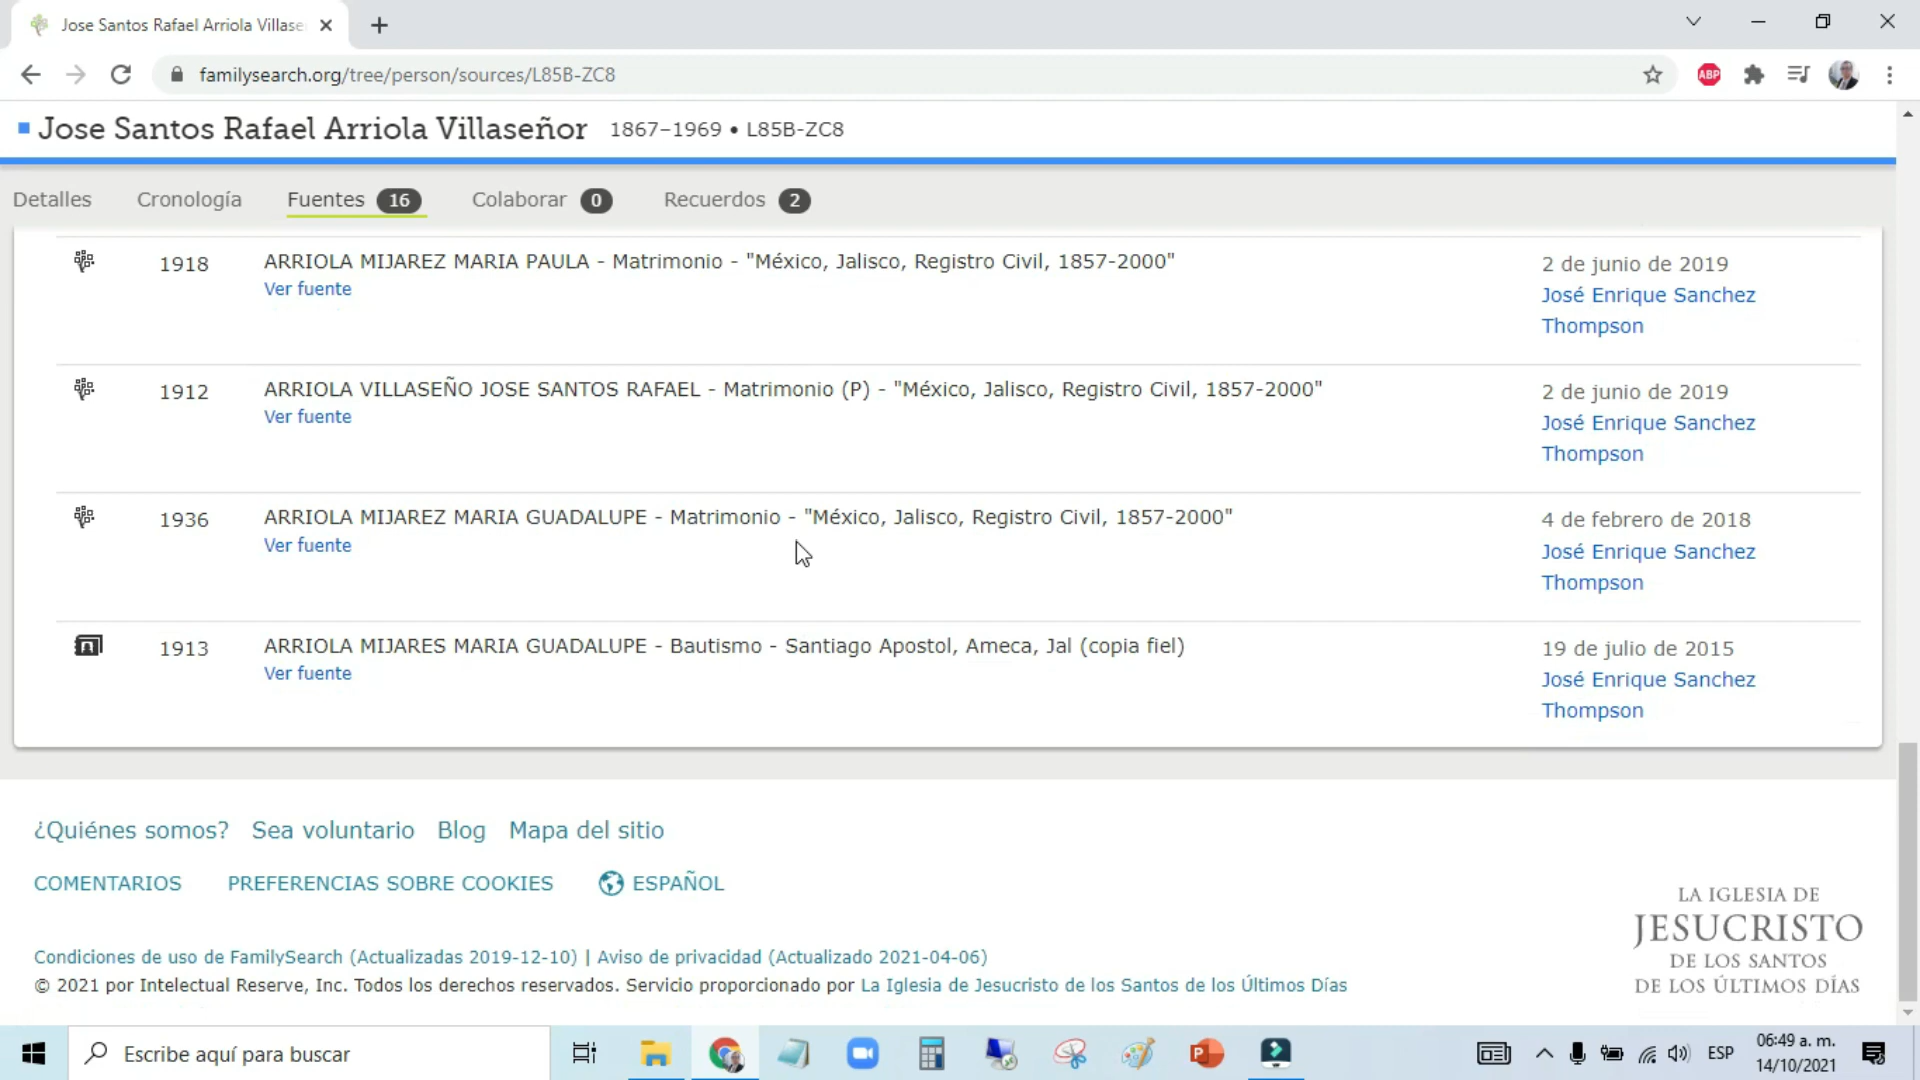 Jose Santos Rafael Arriola Villase
familysearch.org/tree/person/sources/L85B-ZC8
ABP
Jose Santos Rafael Arriola Villaseñor 1867–1969 • L85B-ZC8
Detalles Cronología Fuentes 16 Colaborar 0 Recuerdos 2
1918 ARRIOLA MIJAREZ MARIA PAULA - Matrimonio - "México, Jalisco, Registro Civil, 1857-2000" 2 de junio de 2019
Ver fuente José Enrique Sanchez
Thompson
1912 ARRIOLA VILLASEÑO JOSE SANTOS RAFAEL - Matrimonio (P) - "México, Jalisco, Registro Civil, 1857-2000" 2 de junio de 2019
Ver fuente José Enrique Sanchez
Thompson
1936 ARRIOLA MIJAREZ MARIA GUADALUPE - Matrimonio - "México, Jalisco, Registro Civil, 1857-2000" 4 de febrero de 2018
Ver fuente José Enrique Sanchez
Thompson
1913 ARRIOLA MIJARES MARIA GUADALUPE - Bautismo - Santiago Apostol, Ameca, Jal (copia fiel) 19 de julio de 2015
Ver fuente José Enrique Sanchez
Thompson
¿Quiénes somos? Sea voluntario Blog Mapa del sitio
COMENTARIOS PREFERENCIAS SOBRE COOKIES ESPAÑOL
LA IGLESIA DE
JESUCRISTO
DE LOS SANTOS
DE LOS ÚLTIMOS DÍAS
Condiciones de uso de FamilySearch (Actualizadas 2019-12-10) | Aviso de privacidad (Actualizado 2021-04-06)
© 2021 por Intelectual Reserve, Inc. Todos los derechos reservados. Servicio proporcionado por La Iglesia de Jesucristo de los Santos de los Últimos Días
Escribe aquí para buscar
ESP
06:49 a. m.
14/10/2021